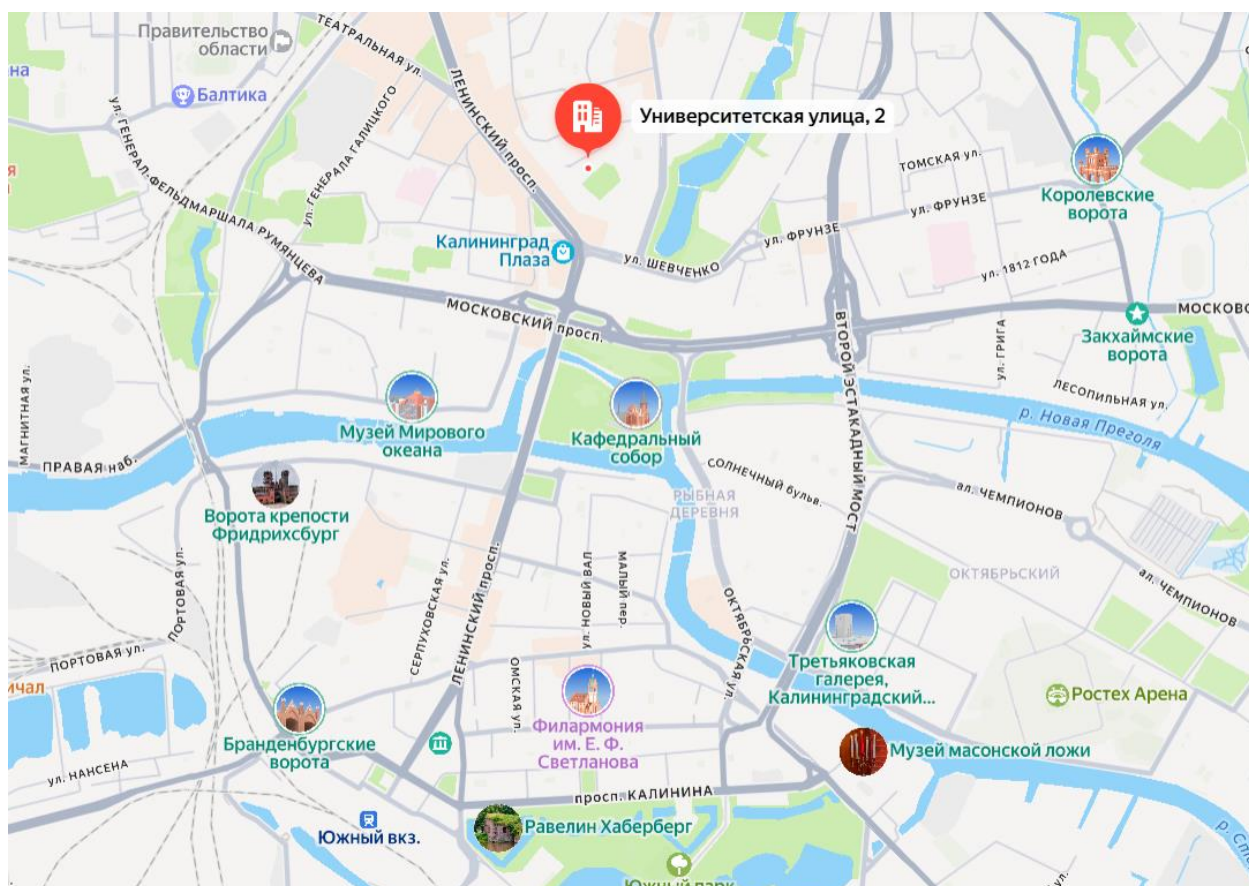 ТЕАТРАЛЬНАЯ УЛ.
Правительство
области
Балтика
ул. ГЕНЕРАЛ-ФЕЛЬДМАРШАЛА РУМЯНЦЕВА
ул. ГЕНЕРАЛА ГАЛИЦКОГО
ЛЕНИНСКИЙ просп.
Университетская улица, 2
ТОМСКАЯ ул.
Королевские
ворота
ул. ФРУНЗЕ
ул. ФРУНЗЕ
Калининград
Плаза
ул. ШЕВЧЕНКО
ул. 1812 ГОДА
МОСКОВСКИЙ просп.
МОСКОВС
Закхаймские
ворота
ул. ГРИГА
ВТОРОЙ ЭСТАКАДНЫЙ МОСТ
ЛЕСОПИЛЬНАЯ ул.
р. Новая Преголя
МАГНИТНАЯ ул.
Музей Мирового
океана
Кафедральный
собор
ПРАВАЯ наб.
СОЛНЕЧНЫЙ бульв.
РЫБНАЯ
ДЕРЕВНЯ
ал. ЧЕМПИОНОВ
Ворота крепости
Фридрихсбург
ал. ЧЕМПИОНОВ
ОКТЯБРЬСКИЙ
ПОРТОВАЯ ул.
СЕРПУХОВСКАЯ ул.
ЛЕНИНСКИЙ просп.
ул. НОВЫЙ ВАЛ
МАЛЫЙ пер.
ОКТЯБРЬСКАЯ ул.
ПОРТОВАЯ ул.
ичал
ОМСКАЯ ул.
Третьяковская
галерея,
Калининградский...
Ростех Арена
Бранденбургские
ворота
Филармония
им. Е. Ф.
Светланова
Музей масонской ложи
ул. НАНСЕНА
просп. КАЛИНИНА
Южный вкз.
Равелин Хаберберг
Южный парк